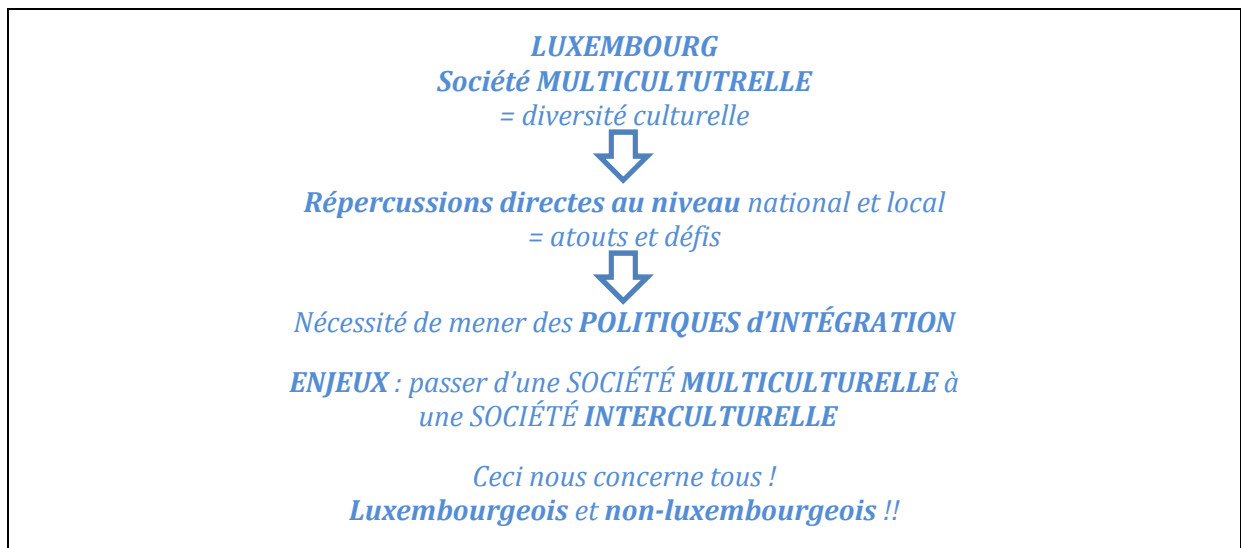 LUXEMBOURG
Société MULTICULTUTRELLE
= diversité culturelle
Répercussions directes au niveau national et local
= atouts et défis
Nécessité de mener des POLITIQUES d’INTÉGRATION
ENJEUX : passer d’une SOCIÉTÉ MULTICULTURELLE à
une SOCIÉTÉ INTERCULTURELLE
Ceci nous concerne tous !
Luxembourgeois et non-luxembourgeois !!